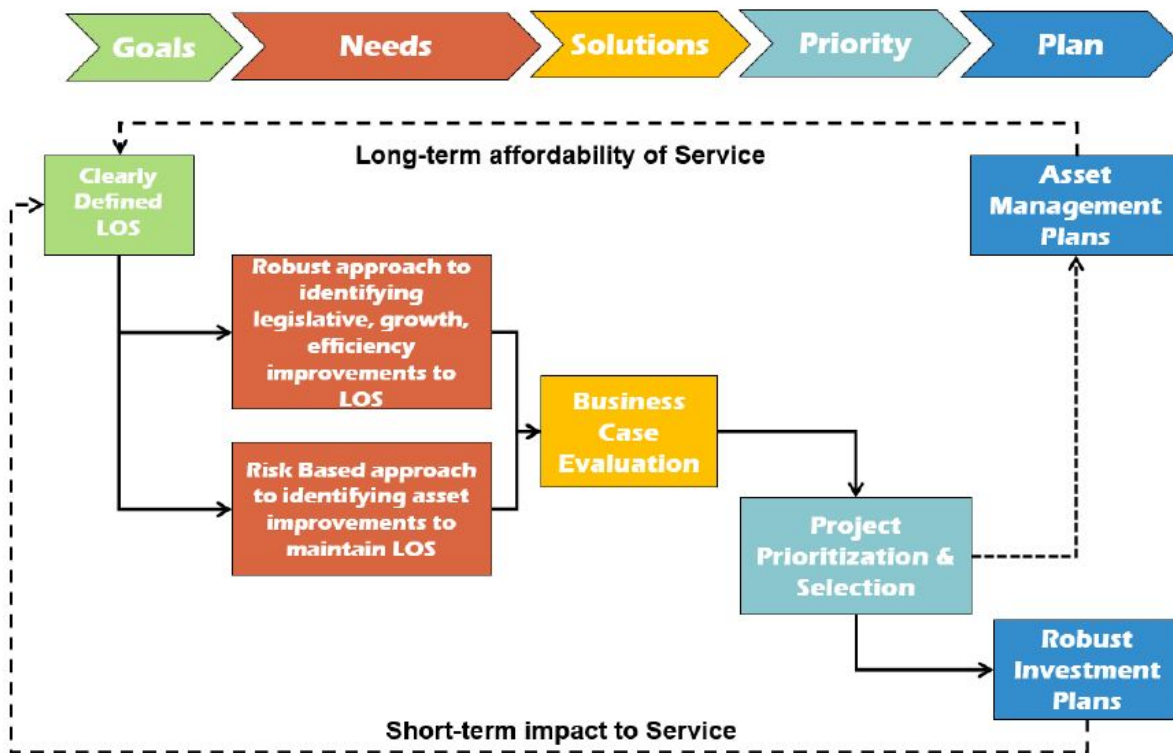 Goals
Needs
Solutions
Priority
Plan
Long-term affordability of Service
Clearly
Defined
LOS
Asset
Management
Plans
Robust approach to
identifying
legislative, growth,
efficiency
improvements to
LOS
Business
Case
Evaluation
Risk Based approach
to identifying asset
improvements to
maintain LOS
Project
Prioritization &
Selection
Robust
Investment
Plans
Short-term impact to Service